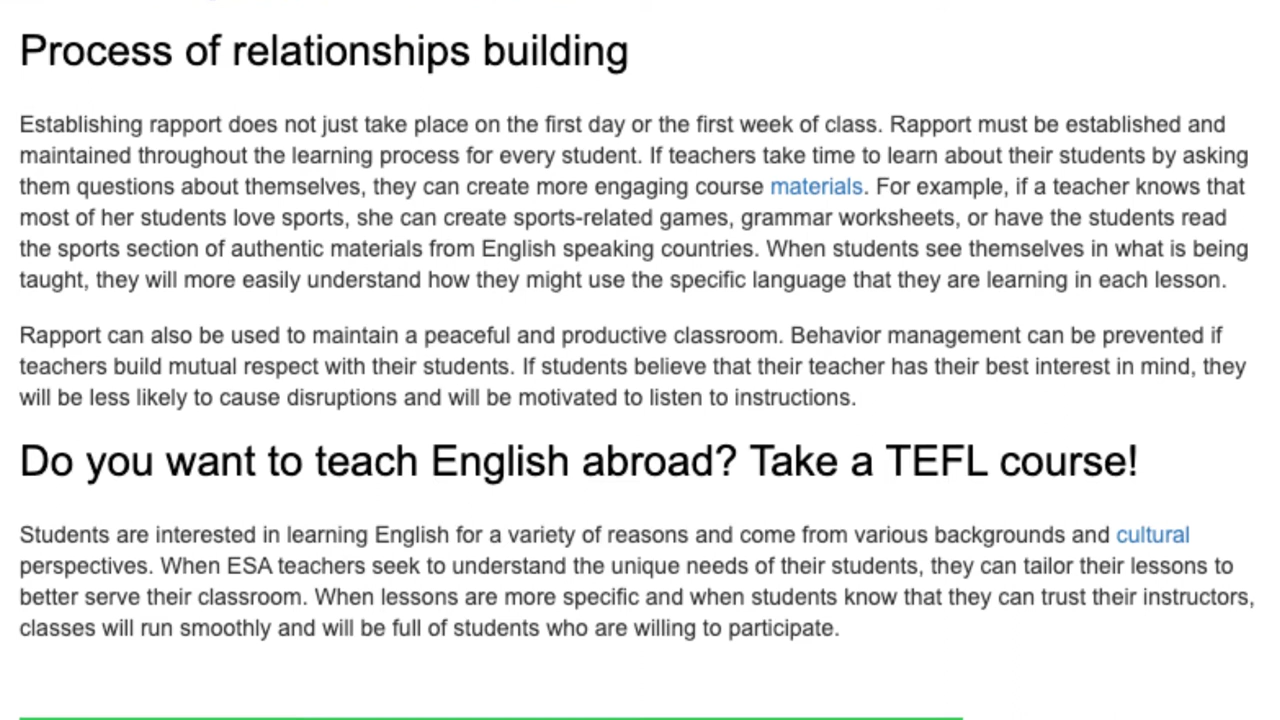 Process of relationships building
Establishing rapport does not just take place on the first day or the first week of class. Rapport must be established and
maintained throughout the learning process for every student. If teachers take time to learn about their students by asking
them questions about themselves, they can create more engaging course materials. For example, if a teacher knows that
most of her students love sports, she can create sports-related games, grammar worksheets, or have the students read
the sports section of authentic materials from English speaking countries. When students see themselves in what is being
taught, they will more easily understand how they might use the specific language that they are learning in each lesson.
Rapport can also be used to maintain a peaceful and productive classroom. Behavior management can be prevented if
teachers build mutual respect with their students. If students believe that their teacher has their best interest in mind, they
will be less likely to cause disruptions and will be motivated to listen to instructions.
Do you want to teach English abroad? Take a TEFL course!
Students are interested in learning English for a variety of reasons and come from various backgrounds and cultural
perspectives. When ESA teachers seek to understand the unique needs of their students, they can tailor their lessons to
better serve their classroom. When lessons are more specific and when students know that they can trust their instructors,
classes will run smoothly and will be full of students who are willing to participate.